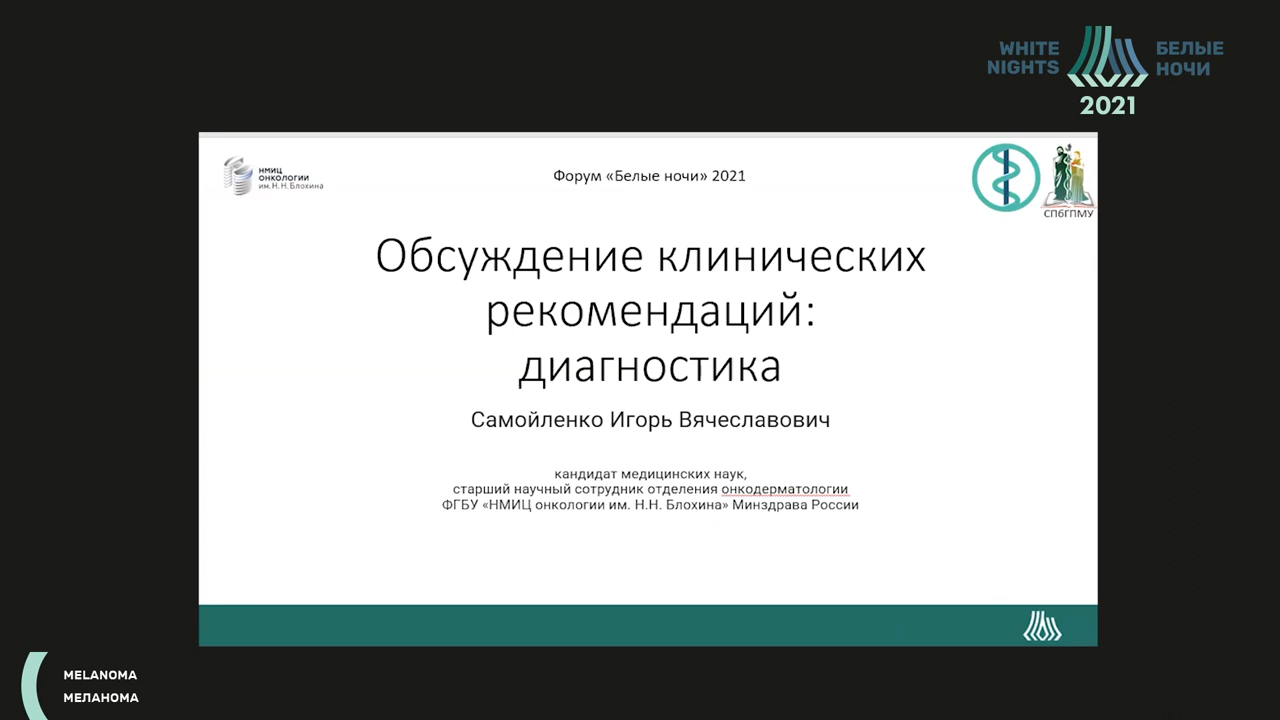 WHITE
NIGHTS
БЕЛЫЕ
НОЧИ
2021
НМИЦ
ОНКОЛОГИИ
им. Н. Н. Блохина
Форум «Белые ночи» 2021
СПбГПМУ
Обсуждение клинических
рекомендаций:
диагностика
Самойленко Игорь Вячеславович
кандидат медицинских наук,
старший научный сотрудник отделения онкодерматологии
ФГБУ «НМИЦ онкологии им. Н.Н. Блохина» Минздрава России
MELANOMA
МЕЛАНОМА